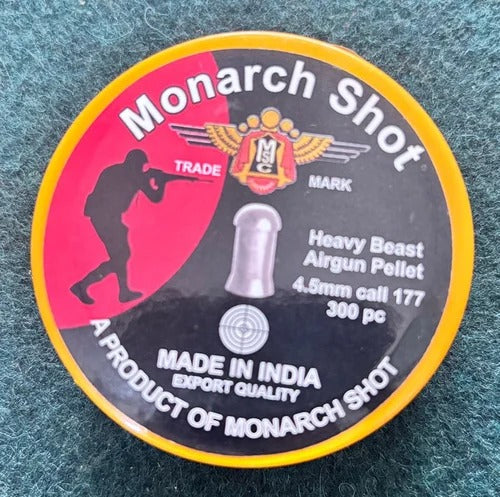 Monarch Shot
MSC
TRADE
MARK
Heavy Beast
Airgun Pellet
4.5mm call 177
300 pc
MADE IN INDIA
EXPORT QUALITY
A PRODUCT OF MONARCH SHOT